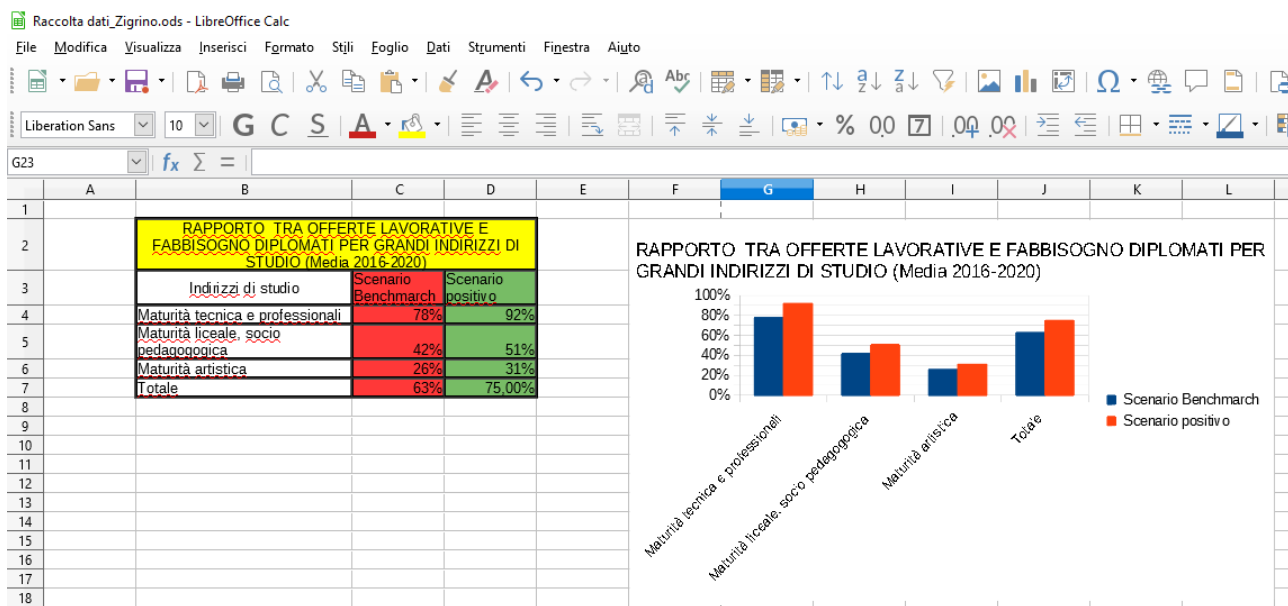 Raccolta dati_Zigrino.ods - LibreOffice Calc
File Modifica Visualizza Inserisci Formato Stili Foglio Dati Strumenti Finestra Aiuto
Liberation Sans 10 G C S A % 00 7 .00 .00
G23 fx Σ =
A B C D E F G H I J K L
1
2
RAPPORTO TRA OFFERTE LAVORATIVE E
FABBISOGNO DIPLOMATI PER GRANDI INDIRIZZI DI
STUDIO (Media 2016-2020)
3 Indirizzi di studio
Scenario
Benchmarch
Scenario
positivo
4 Maturità tecnica e professionali 78% 92%
5 Maturità liceale, socio
pedagogogica 42% 51%
6 Maturità artistica 26% 31%
7 Totale 63% 75,00%
8
9
10
11
12
13
14
15
16
17
18
RAPPORTO TRA OFFERTE LAVORATIVE E FABBISOGNO DIPLOMATI PER
GRANDI INDIRIZZI DI STUDIO (Media 2016-2020)
100%
80%
60%
40%
20%
0%
Maturità tecnica e professionali
Maturità liceale, socio pedagogogica
Maturità artistica
Totale
Scenario Benchmarch
Scenario positivo